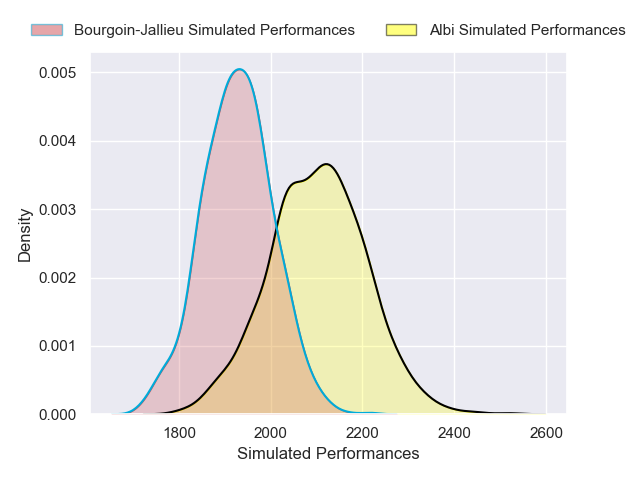 Bourgoin-Jallieu Simulated Performances
Albi Simulated Performances
0.005
0.004
0.003
0.002
0.001
0.000
Density
1800
2000
2200
2400
2600
Simulated Performances